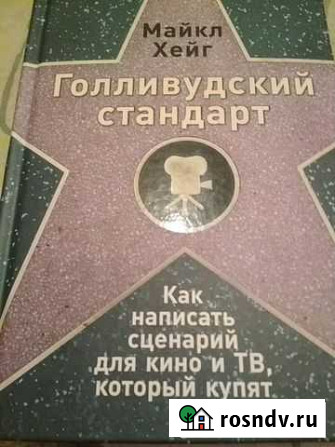 Майкл
Хейг
Голливудский
стандарт
Как
написать
сценарий
для кино и ТВ,
который купят
rosndv.ru